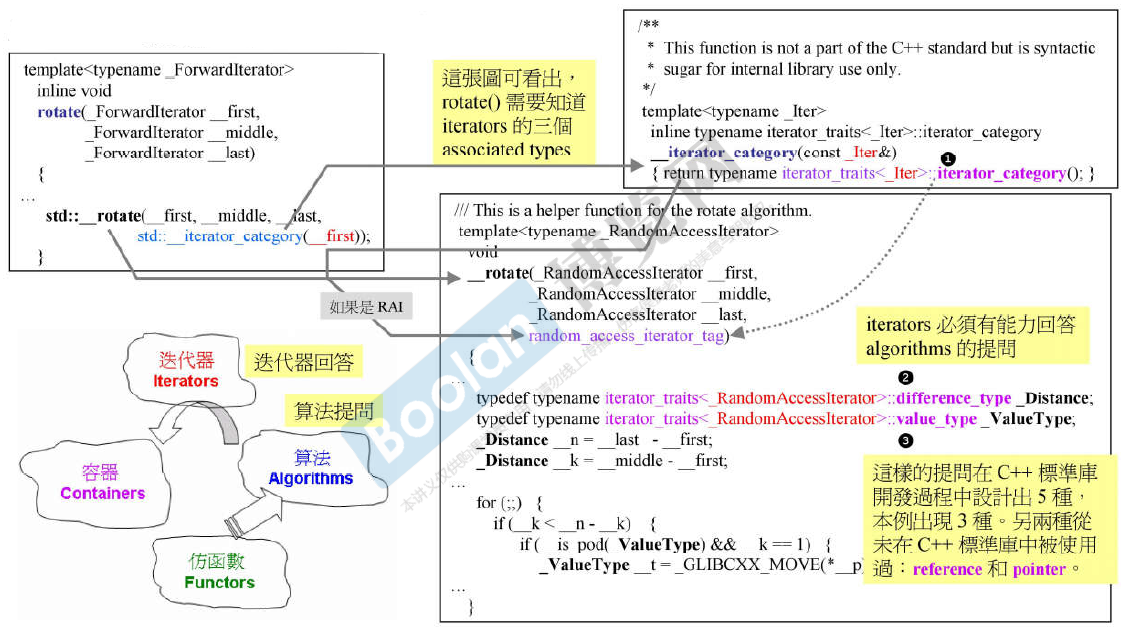 template<typename _ForwardIterator>
inline void
rotate(_ForwardIterator __first,
_ForwardIterator __middle,
_ForwardIterator __last)
{
...
std::__rotate(__first, __middle, __last,
std::__iterator_category(__first));
}
這張圖可看出，
rotate() 需要知道
iterators 的三個
associated types
/**
* This function is not a part of the C++ standard but is syntactic
* sugar for internal library use only.
*/
template<typename _Iter>
inline typename iterator_traits<_Iter>::iterator_category
__iterator_category(const _Iter&)
❶
{ return typename iterator_traits<_Iter>::iterator_category(); }
/// This is a helper function for the rotate algorithm.
template<typename _RandomAccessIterator>
void
__rotate(_RandomAccessIterator __first,
_RandomAccessIterator __middle,
_RandomAccessIterator __last,
random_access_iterator_tag)
{
...
typedef typename iterator_traits<_RandomAccessIterator>::difference_type _Distance;
typedef typename iterator_traits<_RandomAccessIterator>::value_type _ValueType;
_Distance __n = __last - __first;
_Distance __k = __middle - __first;
...
for (;;) {
if (__k < __n - __k) {
if (__is_pod(_ValueType) && __k == 1) {
_ValueType __t = _GLIBCXX_MOVE(*__p)
...
}
如果是 RAI
iterators 必須有能力回答
algorithms 的提問
❷
❸
這樣的提問在 C++ 標準庫
開發過程中設計出 5 種，
本例出現 3 種。另兩種從
未在 C++ 標準庫中被使用
過：reference 和 pointer。
迭代器
Iterators
迭代器回答
算法提問
算法
Algorithms
容器
Containers
仿函數
Functors
Boolan 博览网